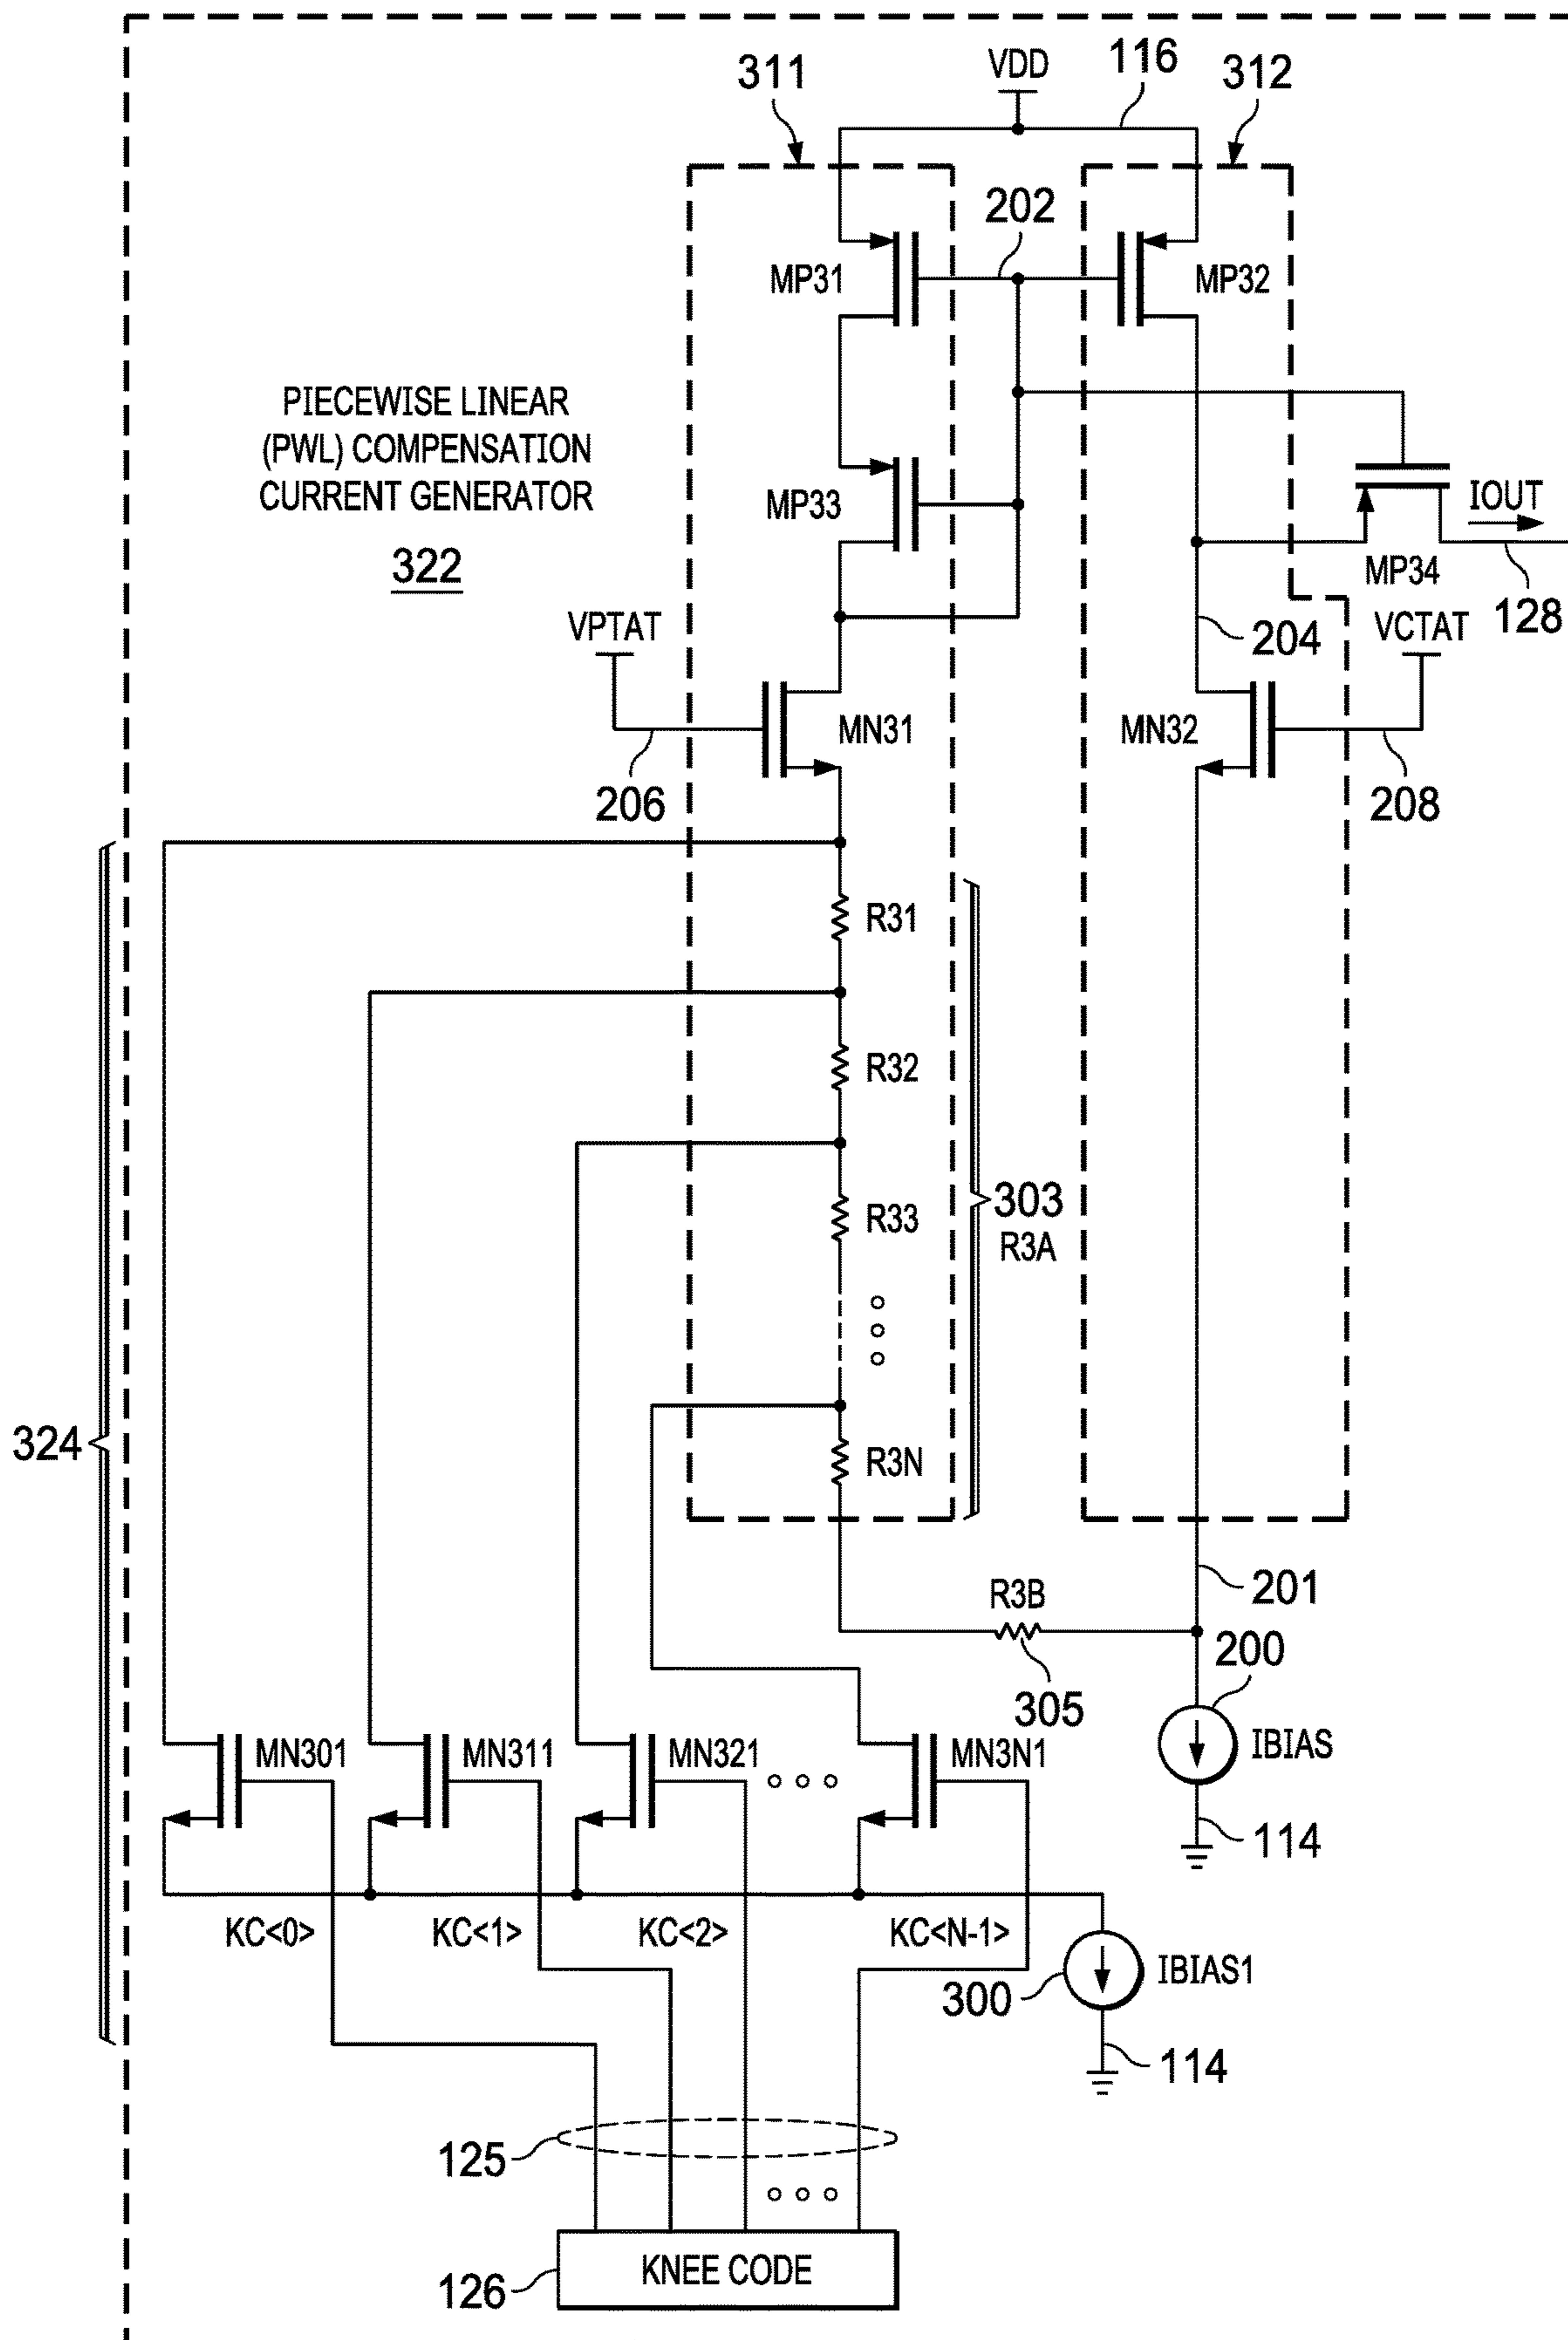 VDD
116
311
312
202
MP31
MP32
PIECEWISE LINEAR
(PWL) COMPENSATION
CURRENT GENERATOR
322
MP33
IOUT
MP34
128
VPTAT
204
VCTAT
MN31
MN32
206
208
R31
R32
303
R3A
R33
324
R3N
201
R3B
200
305
IBIAS
MN301
MN311
MN321
MN3N1
114
KC<0>
KC<1>
KC<2>
KC<N-1>
300
IBIAS1
114
125
126
KNEE CODE